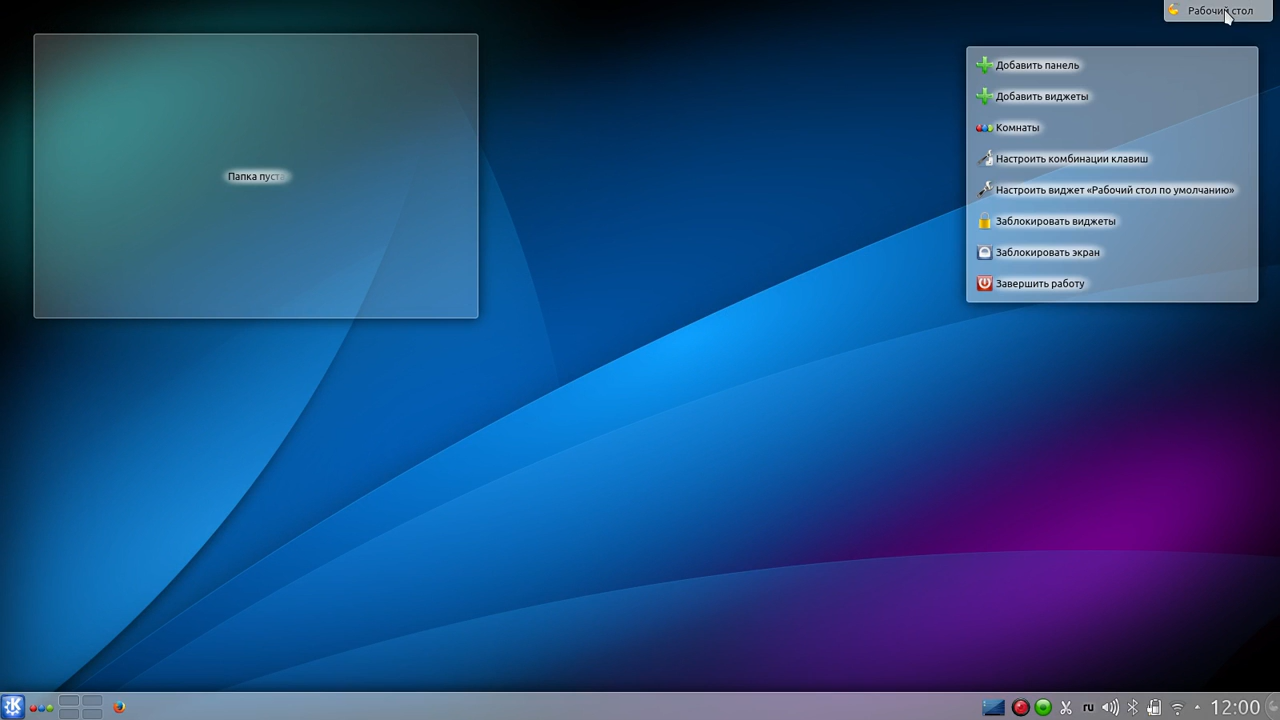 Рабочий стол
Папка пуста
Добавить панель
Добавить виджеты
Комнаты
Настроить комбинации клавиш
Настроить виджет «Рабочий стол по умолчанию»
Заблокировать виджеты
Заблокировать экран
Завершить работу
ru
12:00